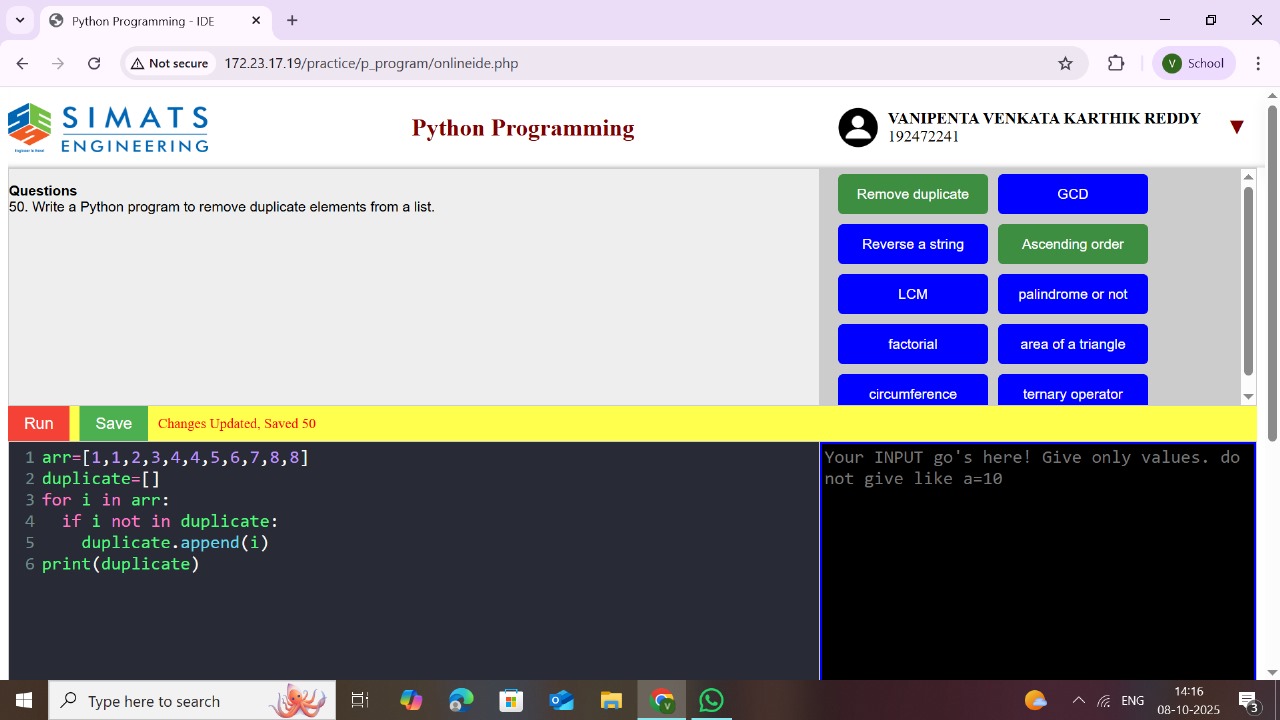 Python Programming - IDE
Not secure
172.23.17.19/practice/p_program/onlineide.php
V
School
SIMATS
ENGINEERING
Engineer to Excel
Python Programming
VANIPENTA VENKATA KARTHIK REDDY
192472241
Questions
50. Write a Python program to remove duplicate elements from a list.
Remove duplicate
GCD
Reverse a string
Ascending order
LCM
palindrome or not
factorial
area of a triangle
circumference
ternary operator
Run
Save
Changes Updated, Saved 50
1 arr=[1,1,2,3,4,4,5,6,7,8,8]
2 duplicate=[]
3 for i in arr:
4   if i not in duplicate:
5     duplicate.append(i)
6 print(duplicate)
Your INPUT go's here! Give only values. do
not give like a=10
Type here to search
V
ENG
14:16
08-10-2025
3